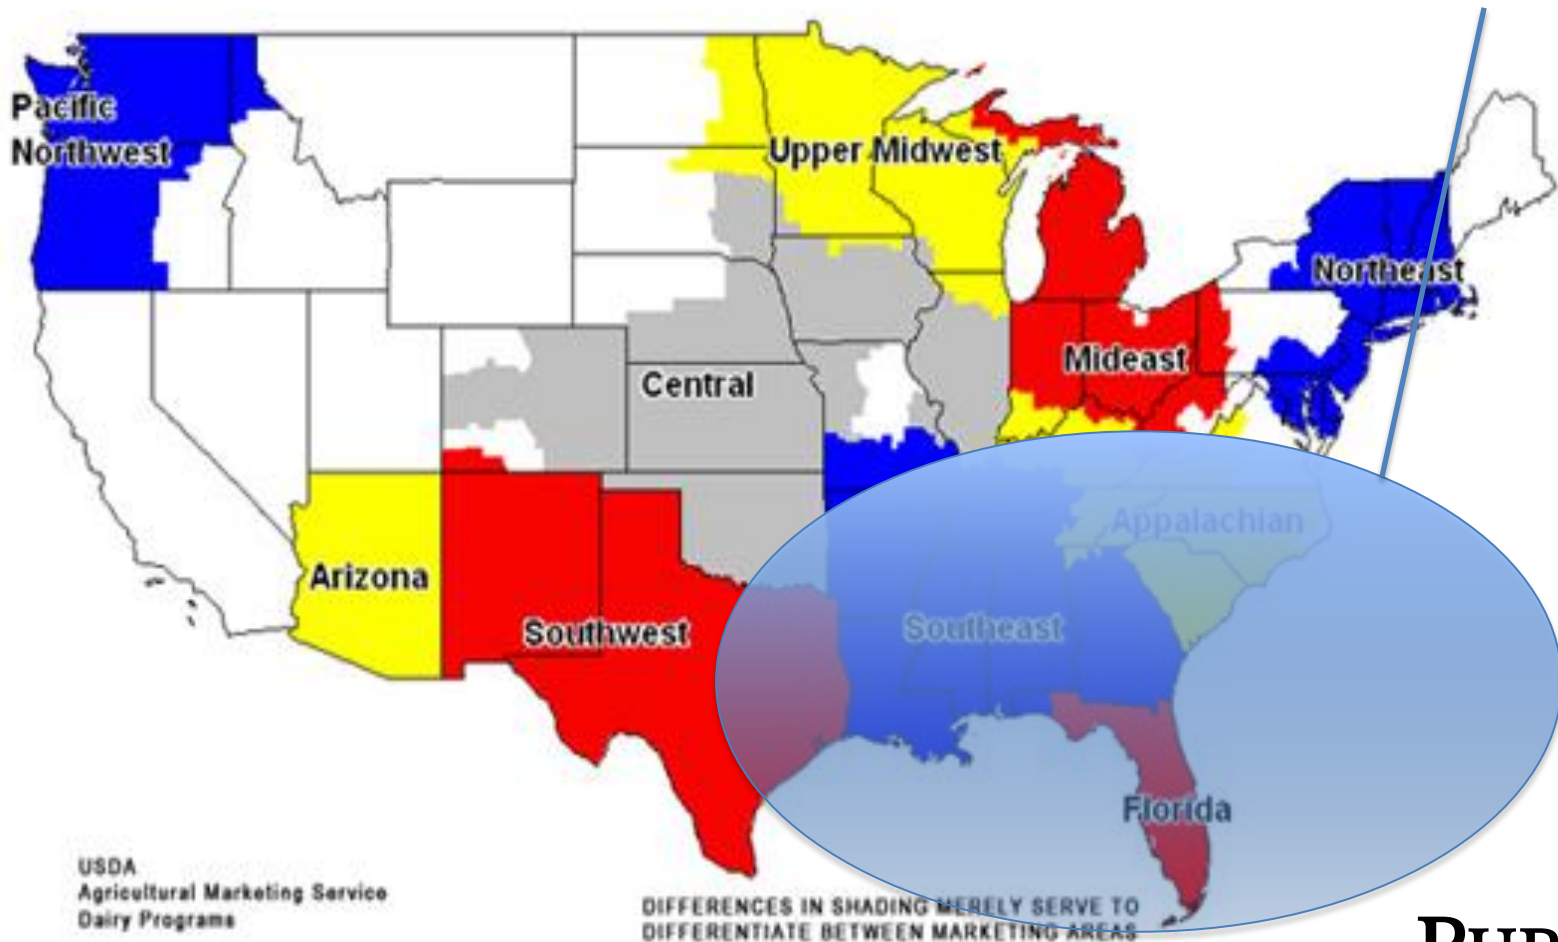 Pacific
Northwest
Upper Midwest
Northeast
Mideast
Central
Appalachian
Arizona
Southwest
Southeast
Florida
USDA
Agricultural Marketing Service
Dairy Programs
DIFFERENCES IN SHADING MERELY SERVE TO
DIFFERENTIATE BETWEEN MARKETING AREAS